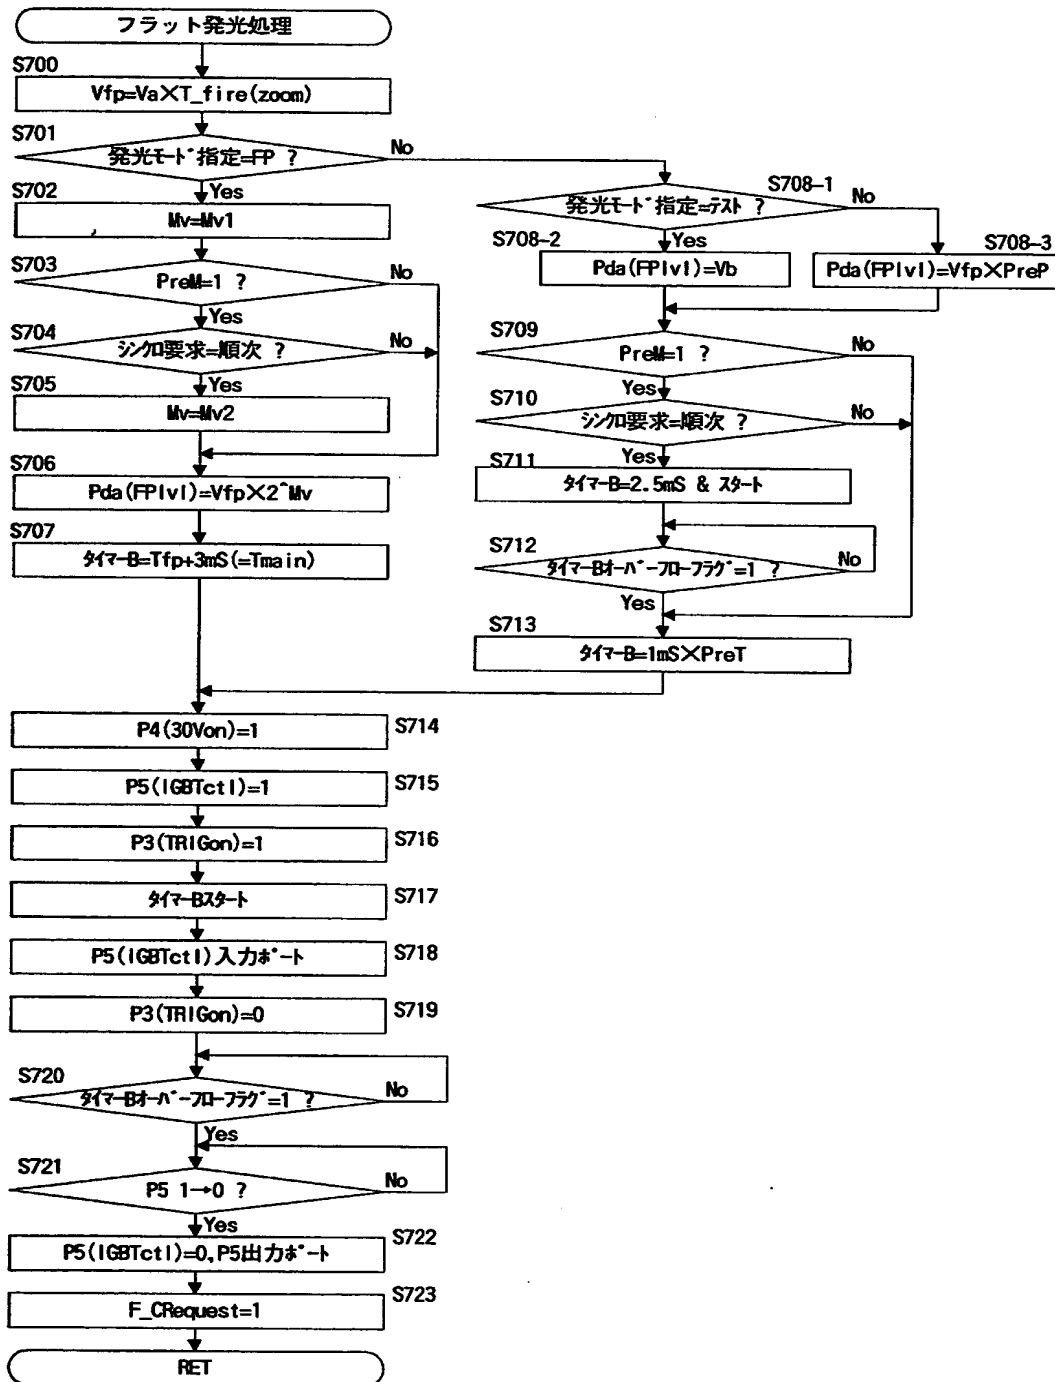 フラット発光処理
S700
Vfp=Va×T_fire(zoom)
S701
発光モード指定=FP ?
No
Yes
S702
Mv=Mv1
S703
PreM=1 ?
No
Yes
S704
シンクロ要求=順次 ?
No
Yes
S705
Mv=Mv2
S706
Pda(FPlvl)=Vfp×2^Mv
S707
タイマーB=Tfp+3mS(=Tmain)
S708-1
発光モード指定=テスト ?
No
Yes
S708-2
Pda(FPlvl)=Vb
S708-3
Pda(FPlvl)=Vfp×PreP
S709
PreM=1 ?
No
Yes
S710
シンクロ要求=順次 ?
No
Yes
S711
タイマーB=2.5mS & スタート
S712
タイマーBオーバーフローフラグ=1 ?
No
Yes
S713
タイマーB=1mS×PreT
P4(30Von)=1
S714
P5(IGBTctl)=1
S715
P3(TRIGon)=1
S716
タイマーBスタート
S717
P5(IGBTctl)入力ポート
S718
P3(TRIGon)=0
S719
S720
タイマーBオーバーフローフラグ=1 ?
No
Yes
S721
P5 1→0 ?
No
Yes
S722
P5(IGBTctl)=0,P5出力ポート
S723
F_CRequest=1
RET